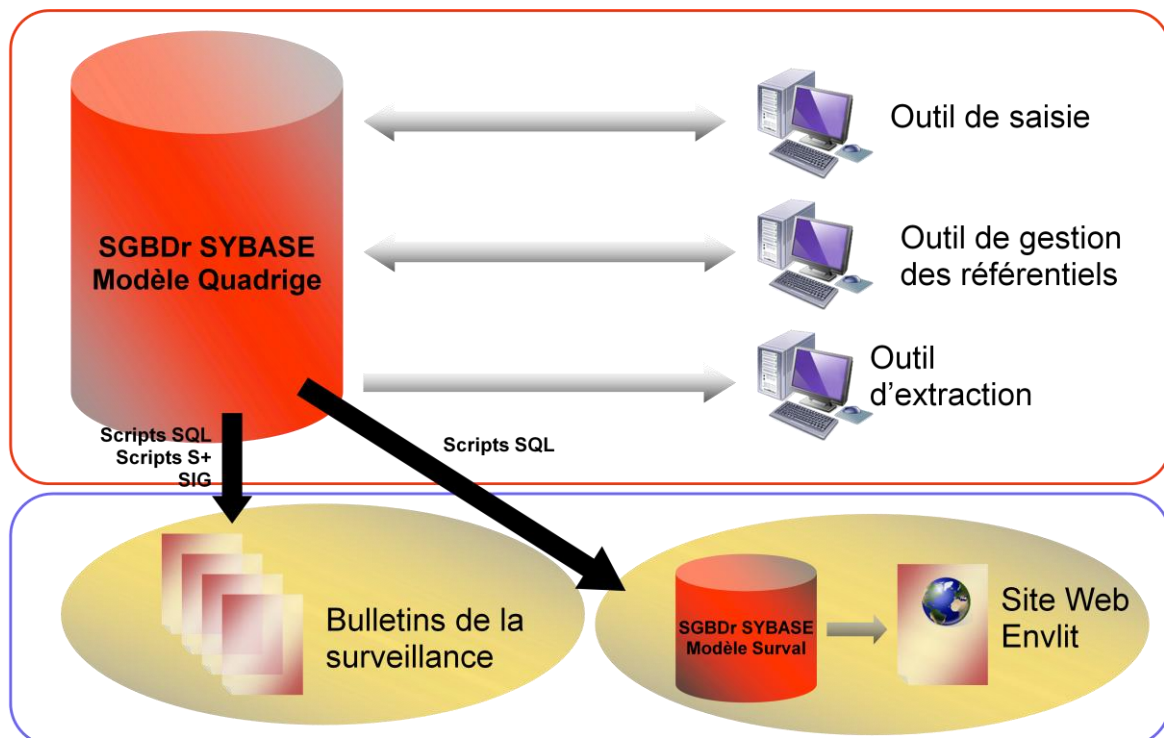 Outil de saisie
SGBDr SYBASE
Modèle Quadrige
Outil de gestion
des référentiels
Outil
d'extraction
Scripts SQL
Scripts S+
SIG
Scripts SQL
Bulletins de la
surveillance
SGBDr SYBASE
Modèle Surval
Site Web
Envlit